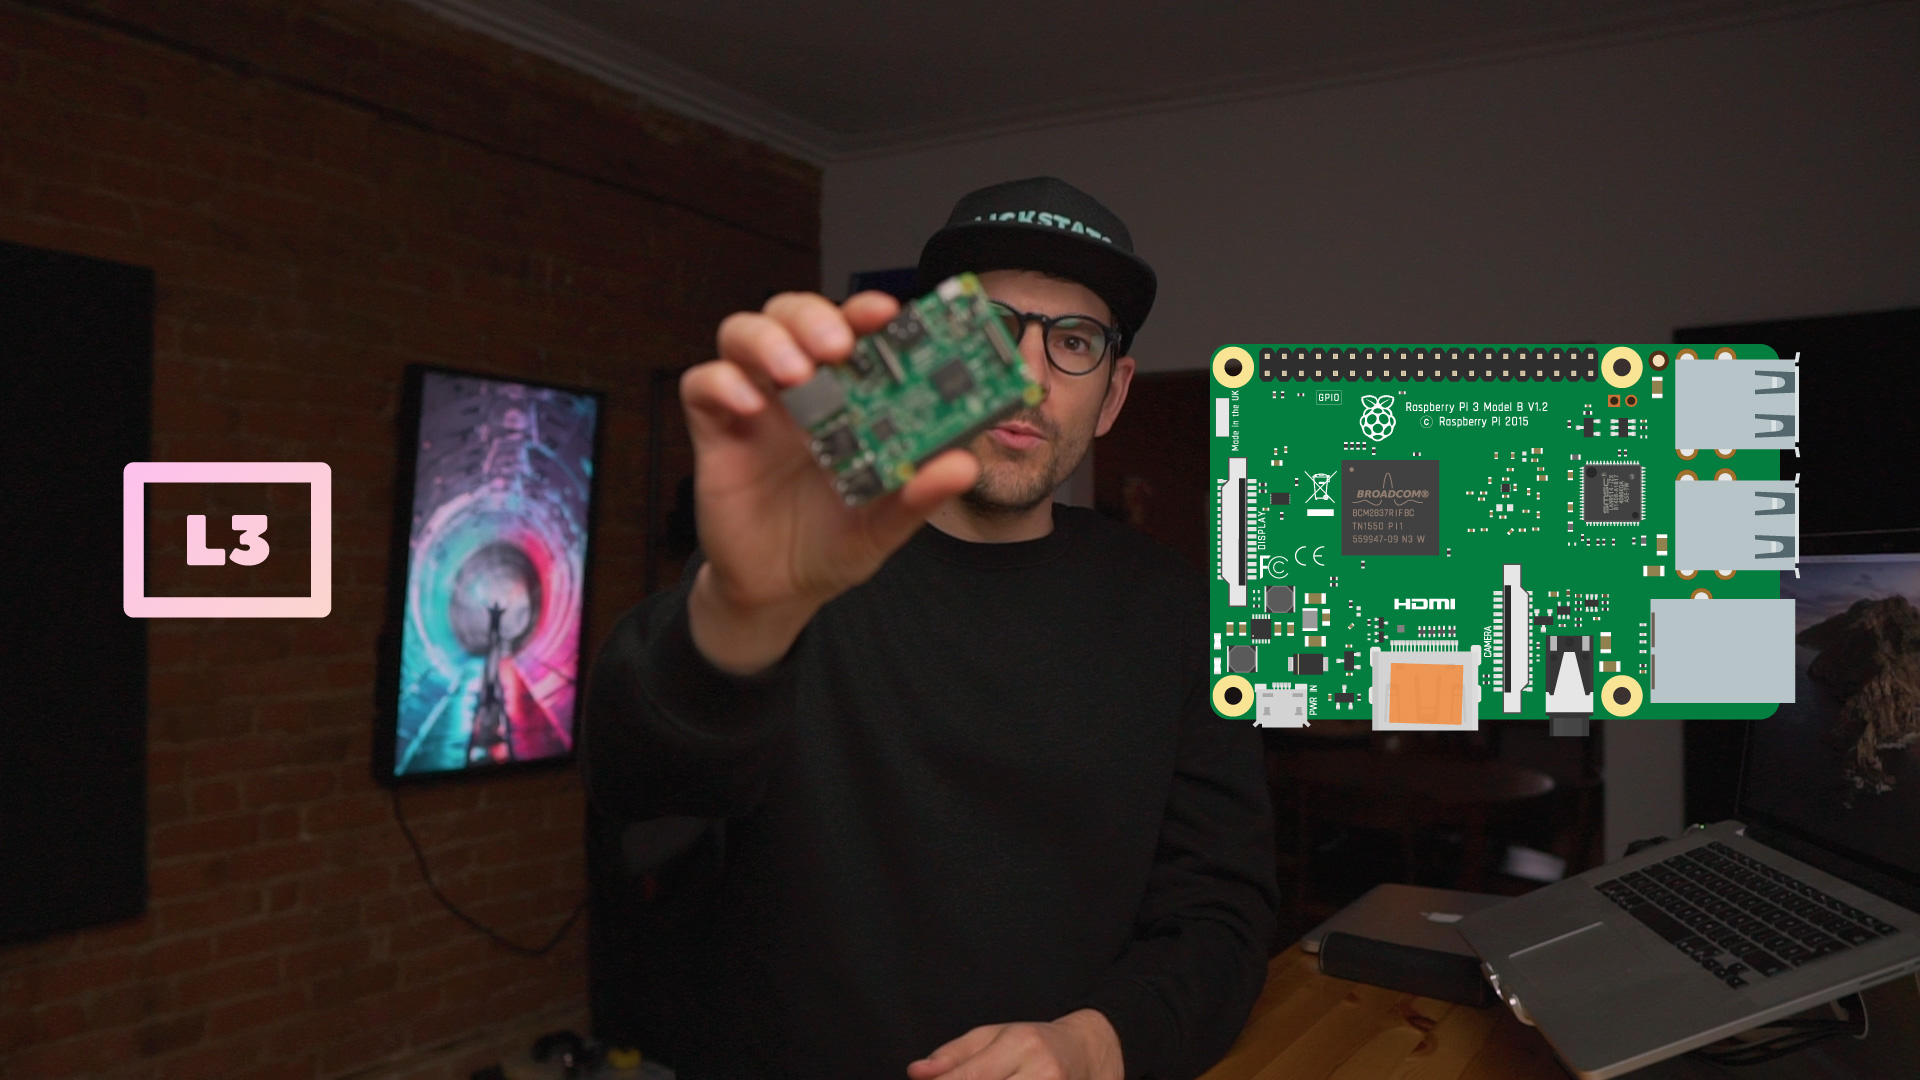 L3
GPIO
Raspberry Pi 3 Model B V1.2
© Raspberry Pi 2015
Made in the UK
BROADCOM®
BCM2837RIFBC
TN1550 P11
559947-09 N3 W
DISPLAY
FC CE
HDMI
CAMERA
PWR IN